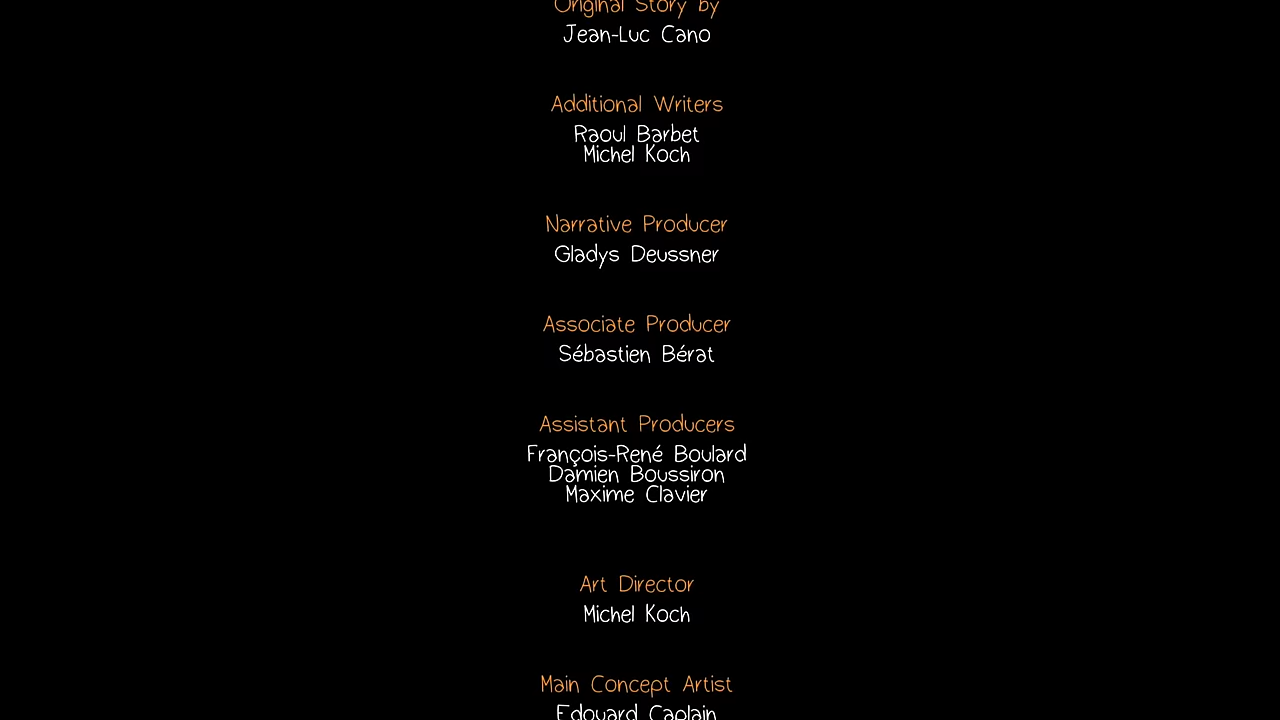 Original Story by
Jean-Luc Cano
Additional Writers
Raoul Barbet
Michel Koch
Narrative Producer
Gladys Deussner
Associate Producer
Sébastien Bérat
Assistant Producers
François-René Boulard
Damien Boussiron
Maxime Clavier
Art Director
Michel Koch
Main Concept Artist
Edouard Caplain